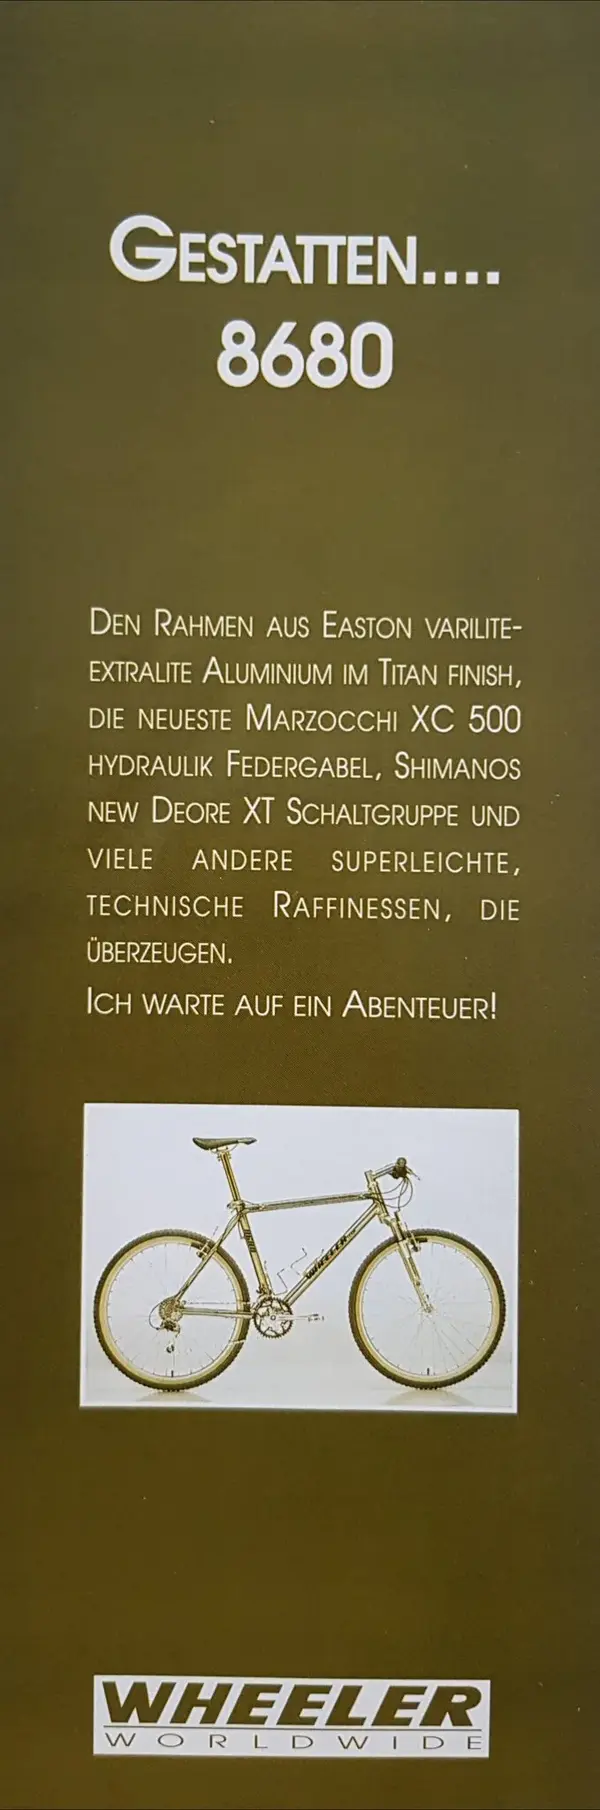 GESTATTEN....
8680
DEN RAHMEN AUS EASTON VARILITE-
EXTRALITE ALUMINIUM IM TITAN FINISH,
DIE NEUESTE MARZOCCHI XC 500
HYDRAULIK FEDERGABEL, SHIMANOS
NEW DEORE XT SCHALTGRUPPE UND
VIELE ANDERE SUPERLEICHTE,
TECHNISCHE RAFFINESSEN, DIE
ÜBERZEUGEN.
ICH WARTE AUF EIN ABENTEUER!
WHEELER
WHEELER
WORLDWIDE